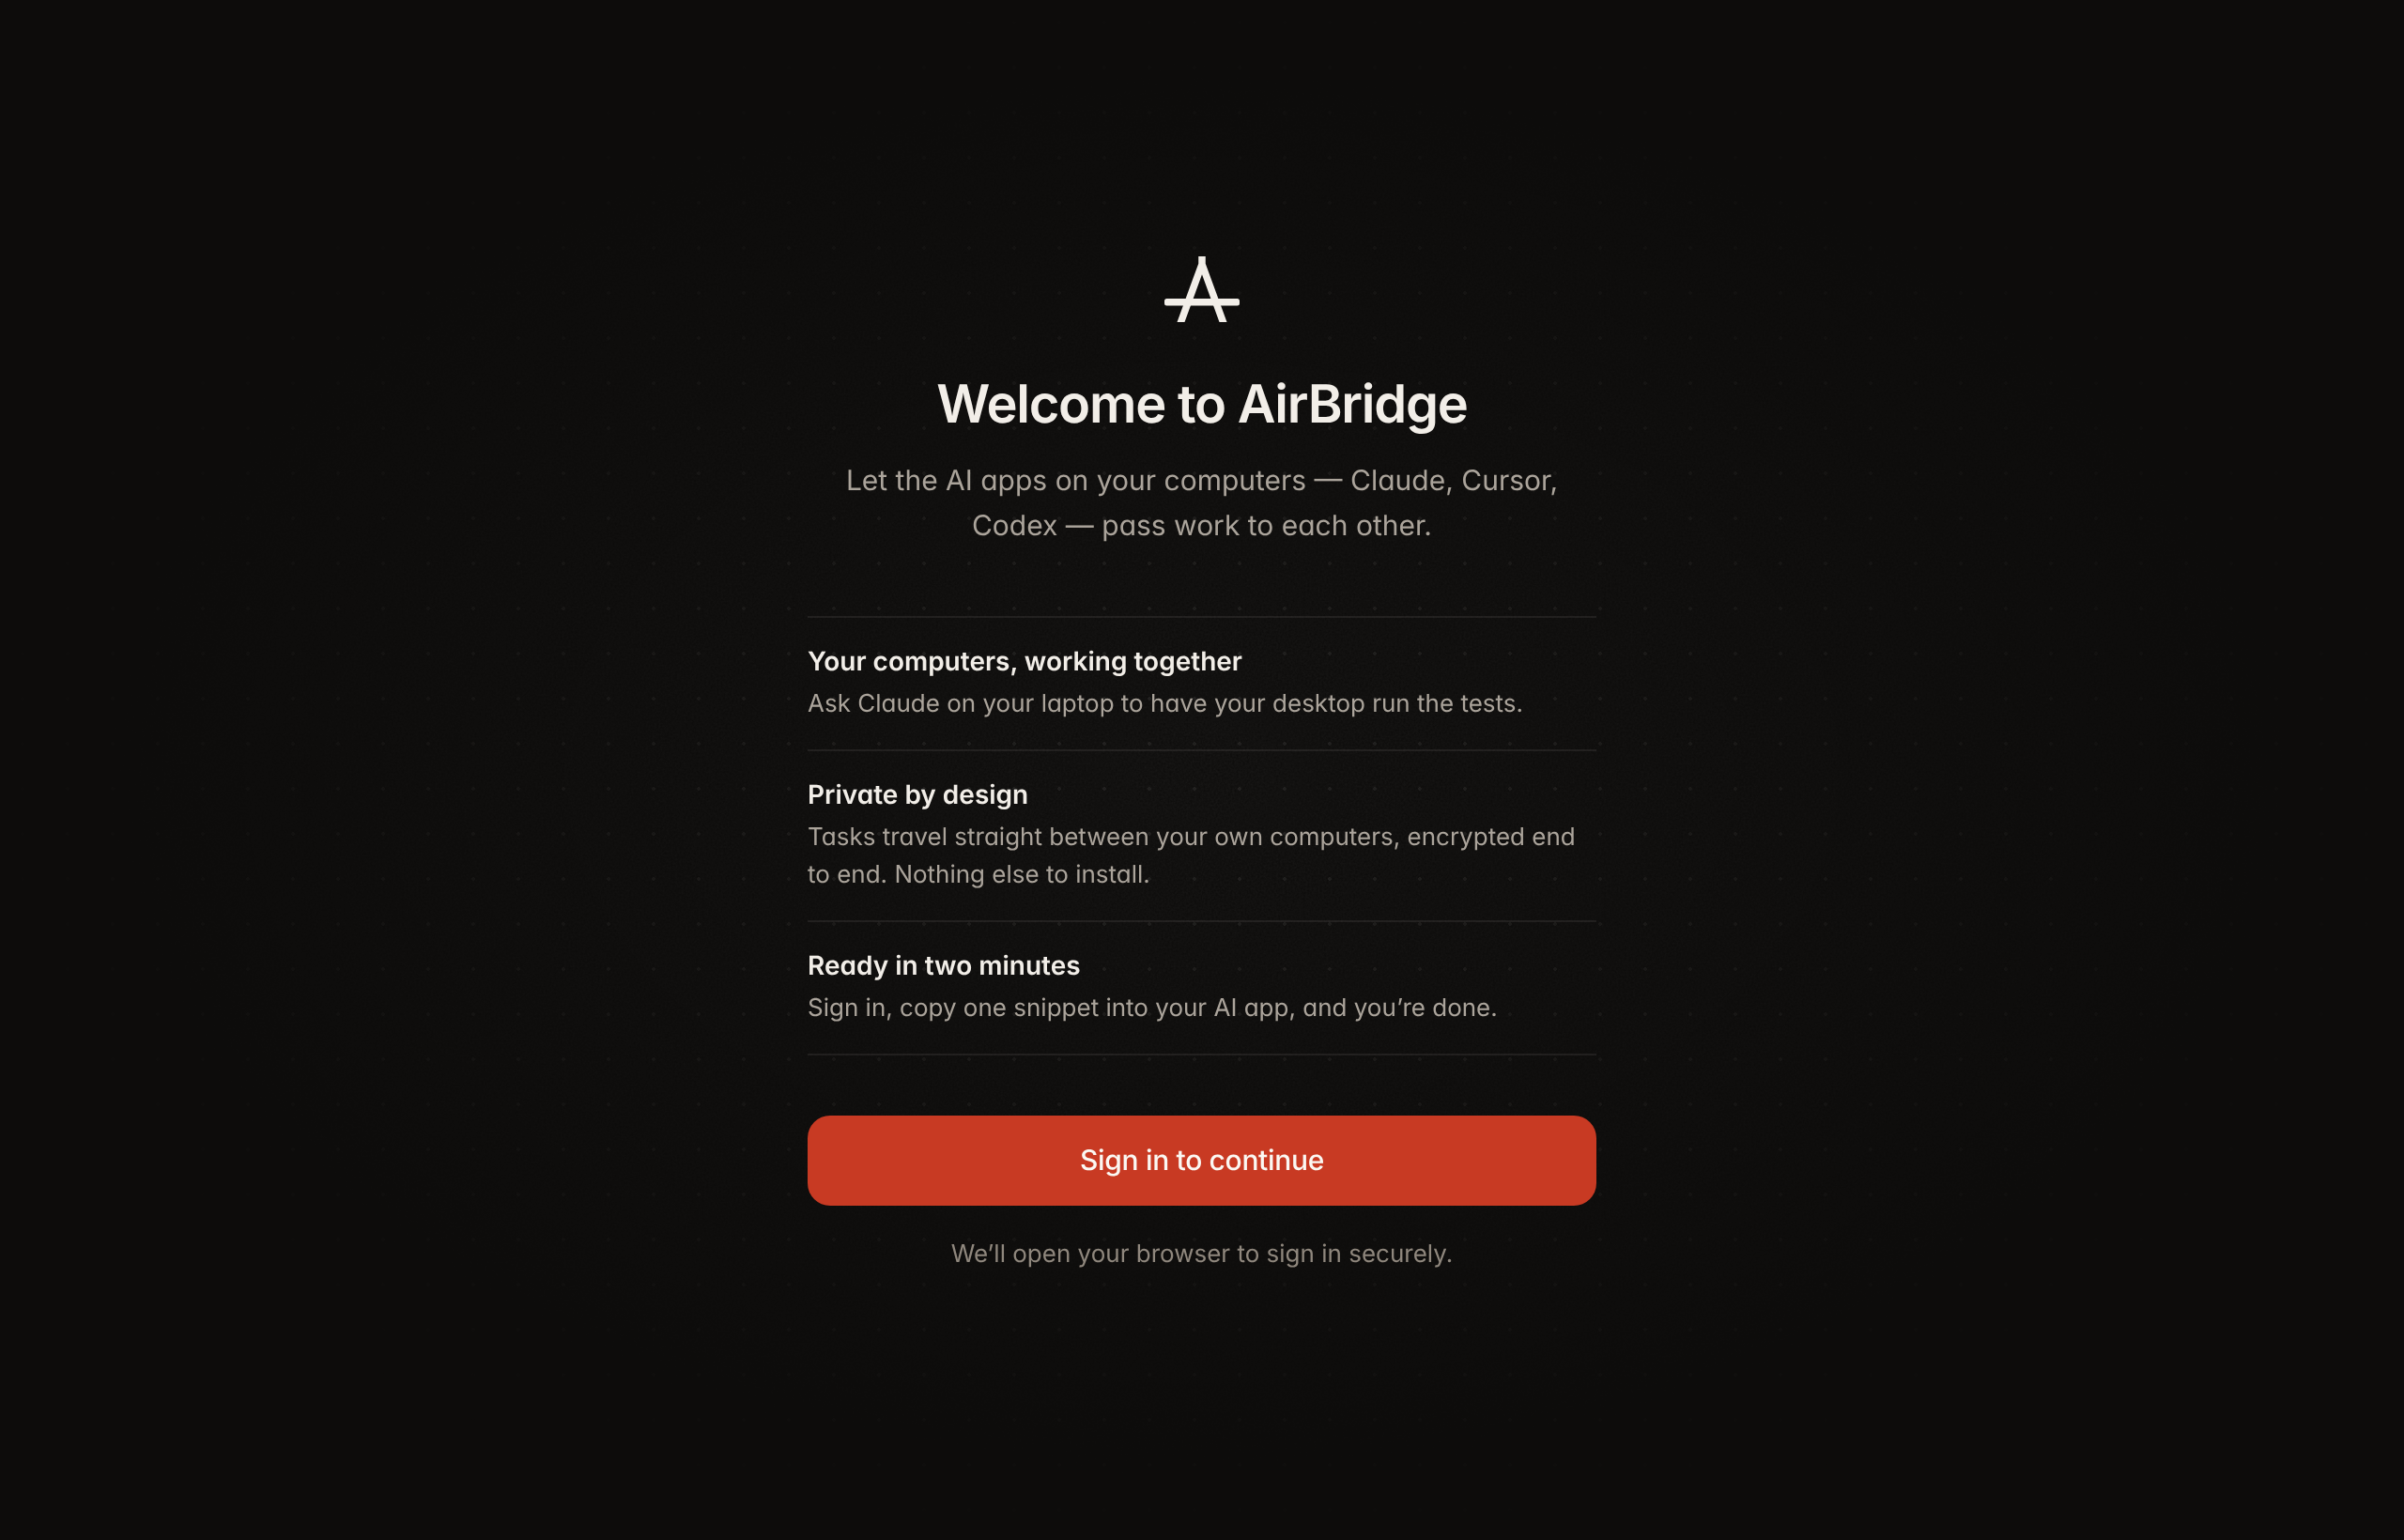 Welcome to AirBridge
Let the AI apps on your computers — Claude, Cursor,
Codex — pass work to each other.
Your computers, working together
Ask Claude on your laptop to have your desktop run the tests.
Private by design
Tasks travel straight between your own computers, encrypted end
to end. Nothing else to install.
Ready in two minutes
Sign in, copy one snippet into your AI app, and you’re done.
Sign in to continue
We’ll open your browser to sign in securely.